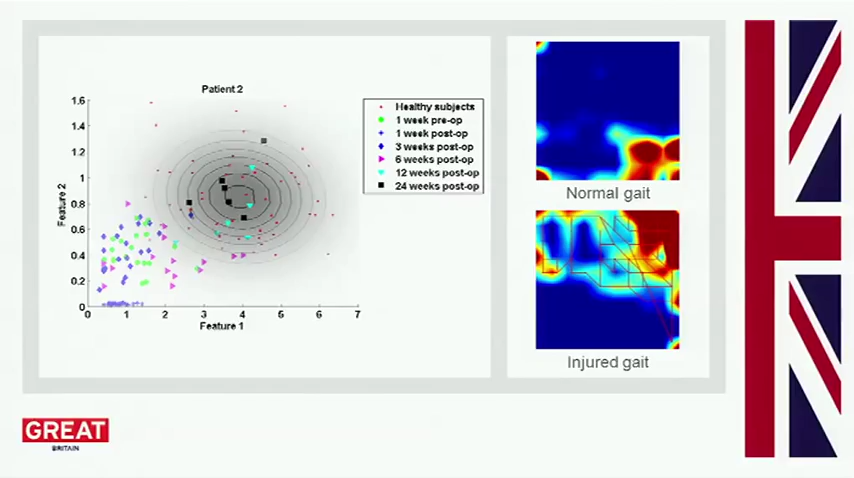 Patient 2
1.6
1.4
1.2
1
0.8
0.6
0.4
0.2
0
Feature 2
0 1 2 3 4 5 6 7
Feature 1
Healthy subjects
1 week pre-op
1 week post-op
3 weeks post-op
6 weeks post-op
12 weeks post-op
24 weeks post-op
Normal gait
Injured gait
GREAT
BRITAIN